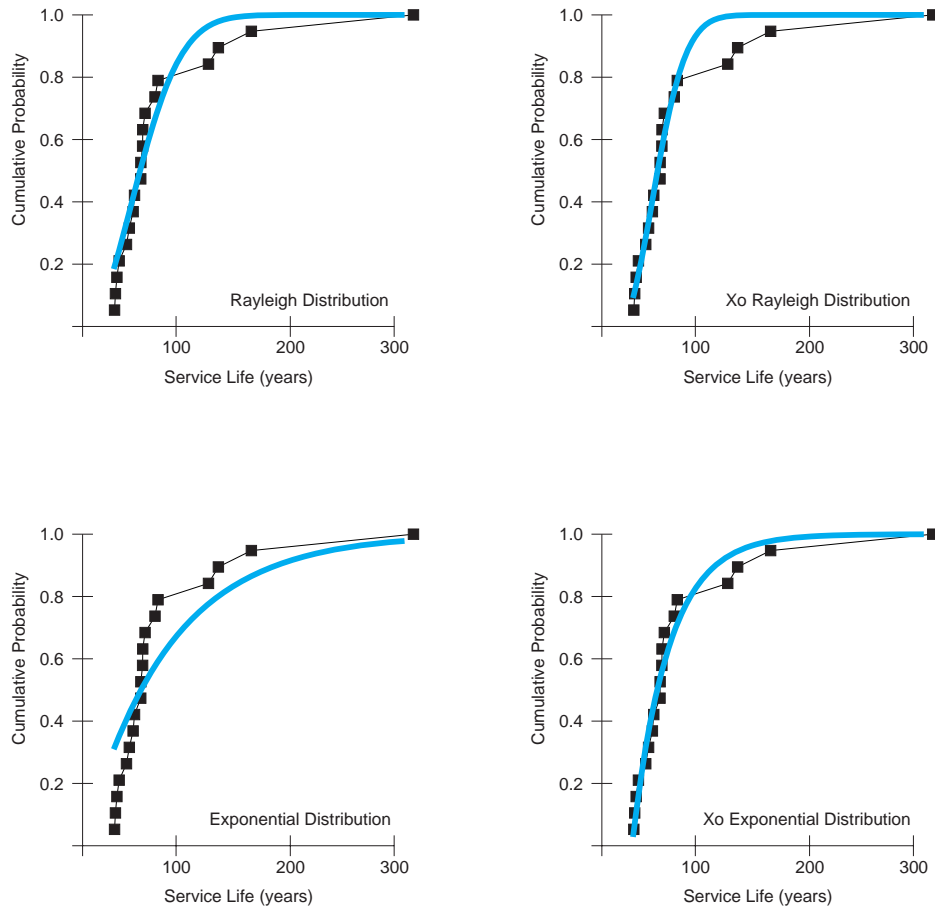 1.0
0.8
0.6
0.4
0.2
Cumulative Probability
Rayleigh Distribution
100
200
300
Service Life (years)
1.0
0.8
0.6
0.4
0.2
Cumulative Probability
Xo Rayleigh Distribution
100
200
300
Service Life (years)
1.0
0.8
0.6
0.4
0.2
Cumulative Probability
Exponential Distribution
100
200
300
Service Life (years)
1.0
0.8
0.6
0.4
0.2
Cumulative Probability
Xo Exponential Distribution
100
200
300
Service Life (years)